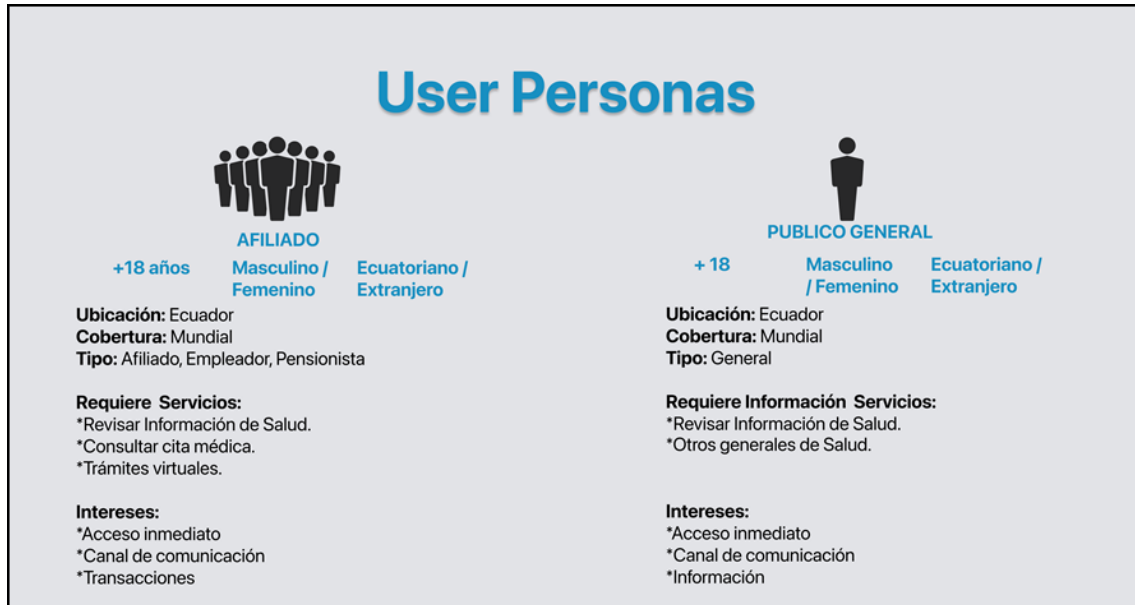 User Personas
AFILIADO
+18 años Masculino / Ecuatoriano /
Femenino Extranjero
Ubicación: Ecuador
Cobertura: Mundial
Tipo: Afiliado, Empleador, Pensionista
Requiere Servicios:
*Revisar Información de Salud.
*Consultar cita médica.
*Trámites virtuales.
Intereses:
*Acceso inmediato
*Canal de comunicación
*Transacciones
PUBLICO GENERAL
+ 18 Masculino Ecuatoriano /
/ Femenino Extranjero
Ubicación: Ecuador
Cobertura: Mundial
Tipo: General
Requiere Información Servicios:
*Revisar Información de Salud.
*Otros generales de Salud.
Intereses:
*Acceso inmediato
*Canal de comunicación
*Información